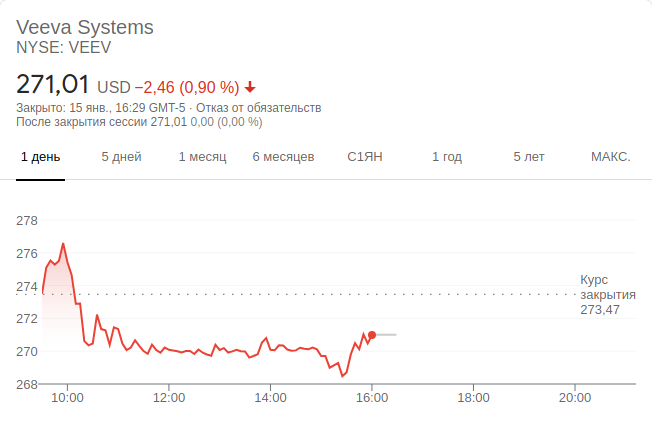 Veeva Systems
NYSE: VEEV
271,01 USD −2,46 (0,90 %)
Закрыто: 15 янв., 16:29 GMT-5 · Отказ от обязательств
После закрытия сессии 271,01 0,00 (0,00 %)
1 день 5 дней 1 месяц 6 месяцев С1ЯН 1 год 5 лет МАКС.
278
276
274
272
270
268
Курс
закрытия
273,47
10:00 12:00 14:00 16:00 18:00 20:00